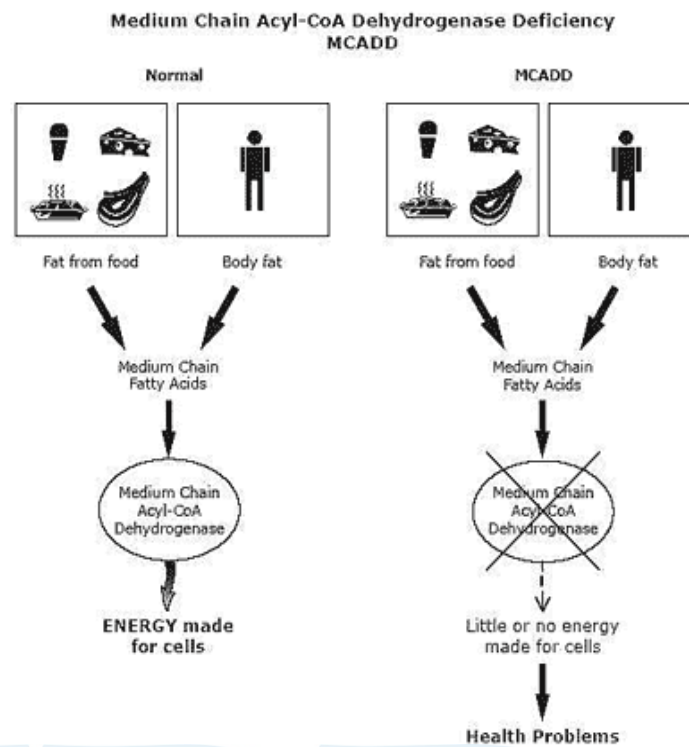 Medium Chain Acyl-CoA Dehydrogenase Deficiency
MCADD
Normal
MCADD
Fat from food
Body fat
Fat from food
Body fat
Medium Chain
Fatty Acids
Medium Chain
Fatty Acids
Medium Chain
Acyl-CoA
Dehydrogenase
Medium Chain
Acyl-CoA
Dehydrogenase
ENERGY made
for cells
Little or no energy
made for cells
Health Problems